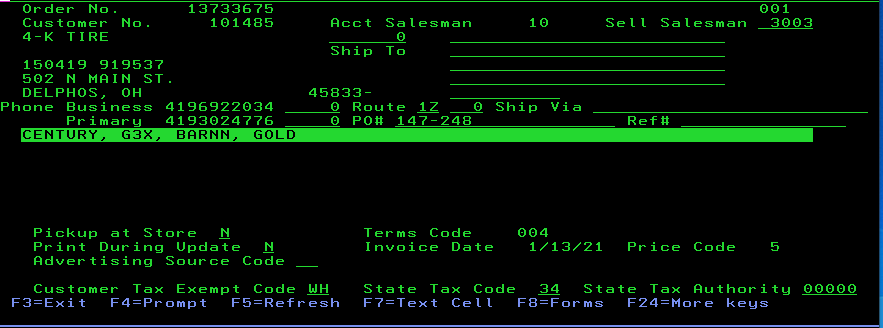 Order No. 13733675 001
Customer No. 101485 Acct Salesman 10 Sell Salesman 3003
4-K TIRE 0
Ship To
150419 919537
502 N MAIN ST.
DELPHOS, OH 45833-
Phone Business 4196922034 0 Route 1Z 0 Ship Via
Primary 4193024776 0 PO# 147-248 Ref#
CENTURY, G3X, BARNN, GOLD
Pickup at Store N Terms Code 004
Print During Update N Invoice Date 1/13/21 Price Code 5
Advertising Source Code
Customer Tax Exempt Code WH State Tax Code 34 State Tax Authority 00000
F3=Exit F4=Prompt F5=Refresh F7=Text Cell F8=Forms F24=More keys